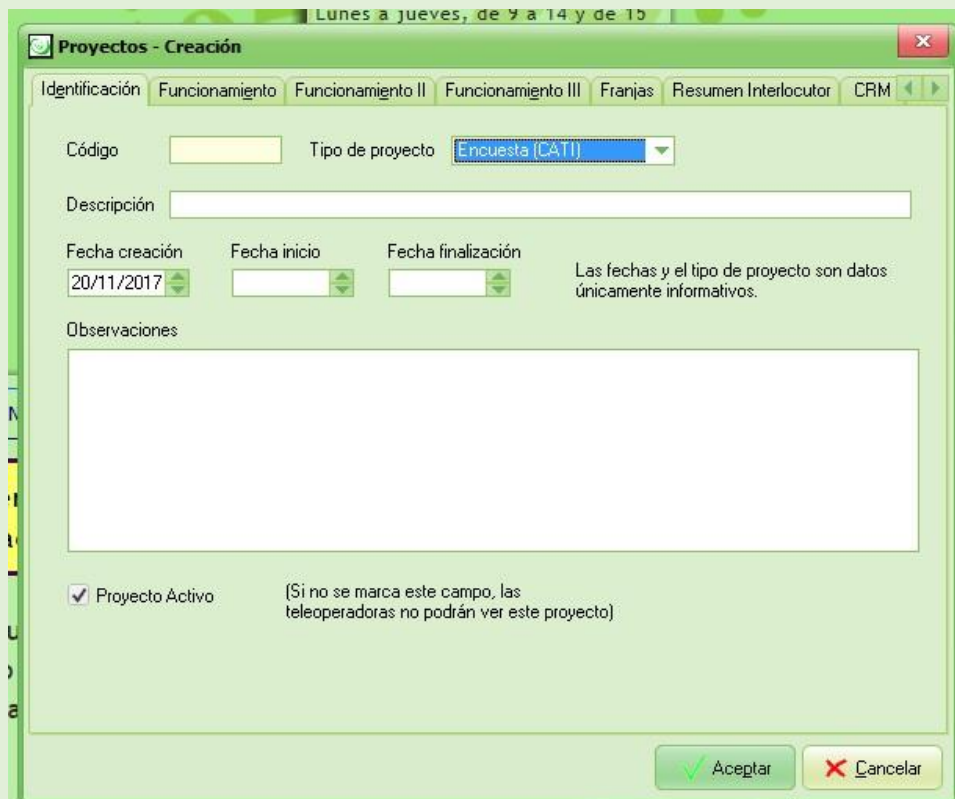 Lunes a jueves, de 9 a 14 y de 15
Proyectos - Creación
Identificación Funcionamiento Funcionamiento II Funcionamiento III Franjas Resumen Interlocutor CRM
Código Tipo de proyecto Encuesta (CATI)
Descripción
Fecha creación Fecha inicio Fecha finalización
20/11/2017
Las fechas y el tipo de proyecto son datos
únicamente informativos.
Observaciones
Proyecto Activo
(Si no se marca este campo, las
teleoperadoras no podrán ver este proyecto)
Aceptar Cancelar